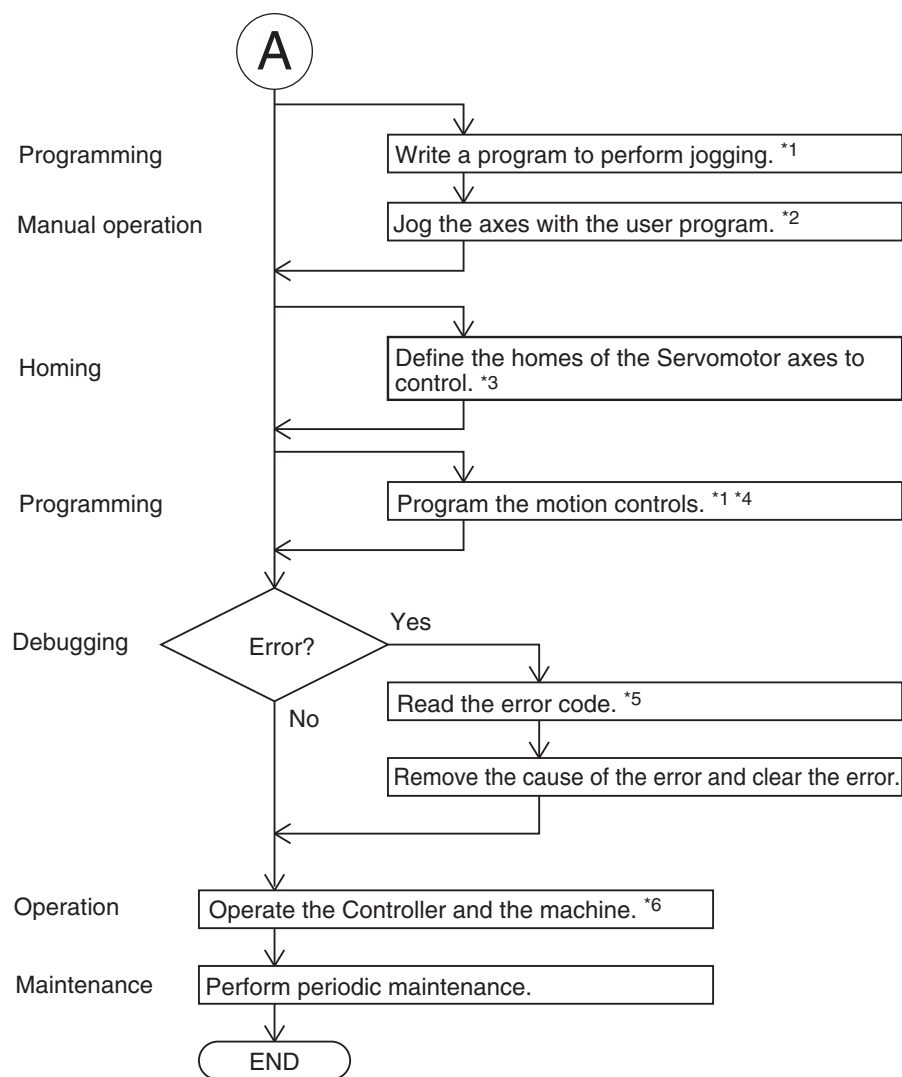 A
Programming
Write a program to perform jogging. *1
Manual operation
Jog the axes with the user program. *2
Homing
Define the homes of the Servomotor axes to
control. *3
Programming
Program the motion controls. *1 *4
Debugging
Error?
Yes
No
Read the error code. *5
Remove the cause of the error and clear the error.
Operation
Operate the Controller and the machine. *6
Maintenance
Perform periodic maintenance.
END